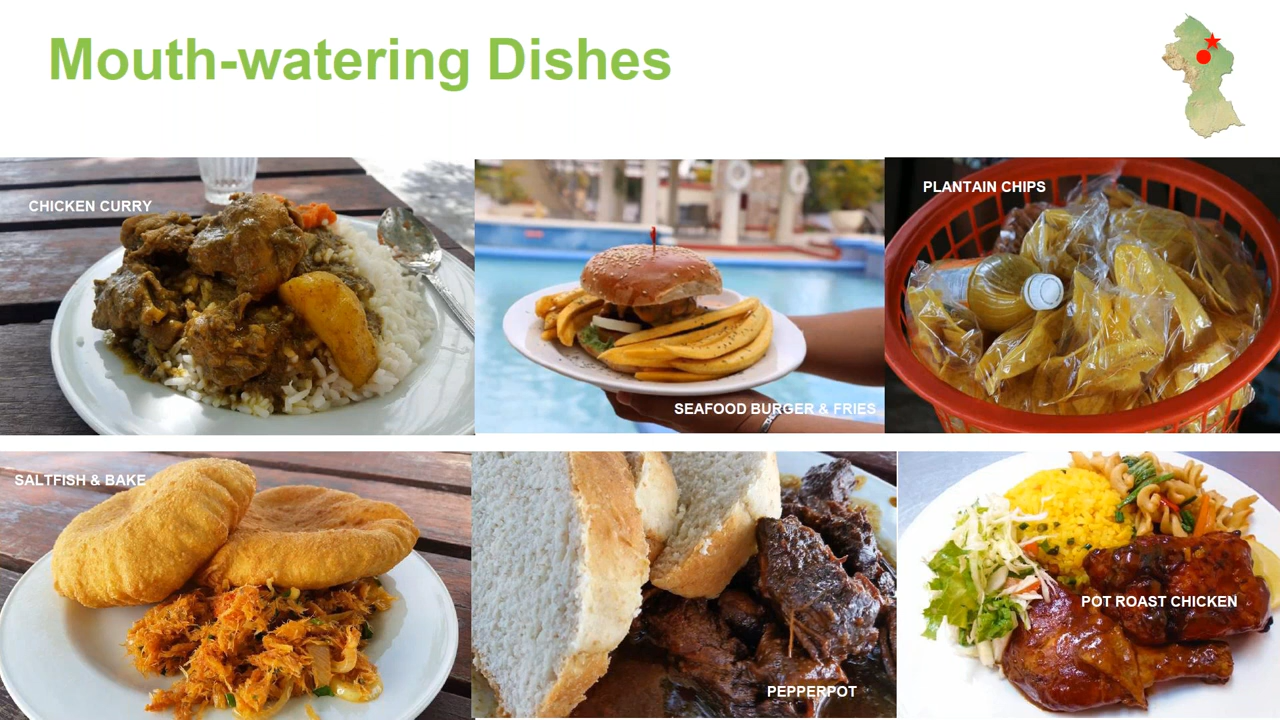 Mouth-watering Dishes
CHICKEN CURRY
SEAFOOD BURGER & FRIES
PLANTAIN CHIPS
SALTFISH & BAKE
PEPPERPOT
POT ROAST CHICKEN